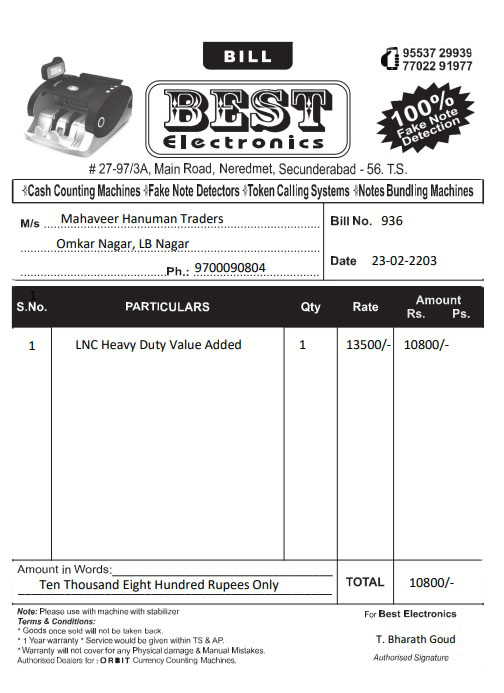 BILL
95537 29939
77022 91977
BEST
Electronics
100%
Fake Note
Detection
# 27-97/3A, Main Road, Neredmet, Secunderabad - 56. T.S.
Cash Counting Machines Fake Note Detectors Token Calling Systems Notes Bundling Machines
M/s Mahaveer Hanuman Traders
Bill No. 936
Omkar Nagar, LB Nagar
Ph.: 9700090804
Date 23-02-2203
1
S.No. PARTICULARS Qty Rate Amount
Rs. Ps.
1 LNC Heavy Duty Value Added 1 13500/- 10800/-
Amount in Words:
Ten Thousand Eight Hundred Rupees Only
TOTAL 10800/-
Note: Please use with machine with stabilizer
For Best Electronics
Terms & Conditions:
* Goods once sold will not be taken back.
* 1 Year warranty * Service would be given within TS & AP.
T. Bharath Goud
* Warranty will not cover for any Physical damage & Manual Mistakes.
Authorised Dealers for : ORBIT Currency Counting Machines.
Authorised Signature